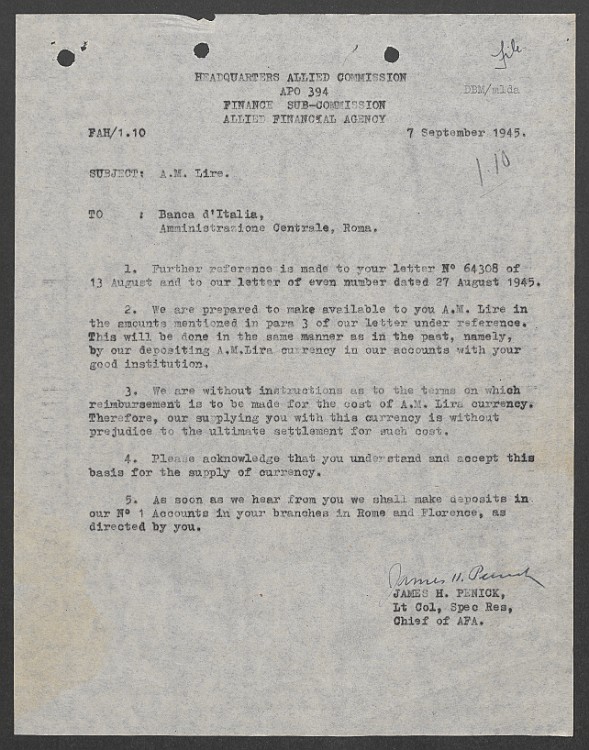 file
HEADQUARTERS ALLIED COMMISSION
APO 394
DBM/mlda
FINANCE SUB-COMMISSION
ALLIED FINANCIAL AGENCY
FAH/1.10 7 September 1945.
1.10
SUBJECT: A.M. Lire.
TO : Banca d'Italia,
Amministrazione Centrale, Roma.
1. Further reference is made to your letter Nº 64308 of
13 August and to our letter of even number dated 27 August 1945.
2. We are prepared to make available to you A.M. Lire in
the amounts mentioned in para 3 of our letter under reference.
This will be done in the same manner as in the past, namely,
by our depositing A.M.Lira currency in our accounts with your
good institution.
3. We are without instructions as to the terms on which
reimbursement is to be made for the cost of A.M. Lira currency.
Therefore, our supplying you with this currency is without
prejudice to the ultimate settlement for such cost.
4. Please acknowledge that you understand and accept this
basis for the supply of currency.
5. As soon as we hear from you we shall make deposits in
our Nº 1 Accounts in your branches in Rome and Florence, as
directed by you.
James H. Penick
JAMES H. PENICK,
Lt Col, Spec Res,
Chief of AFA.